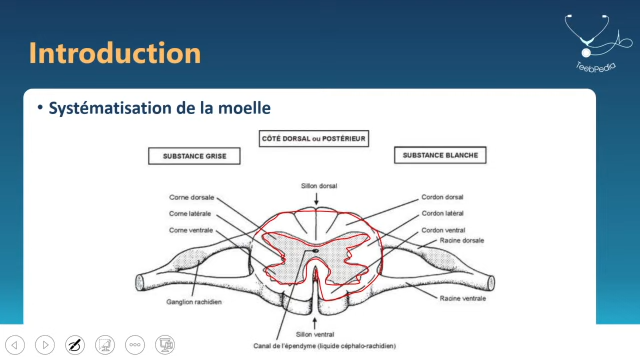 Introduction
TeebPedia
• Systématisation de la moelle
CÔTÉ DORSAL ou POSTÉRIEUR
SUBSTANCE GRISE
SUBSTANCE BLANCHE
Sillon dorsal
Corne dorsale
Corne latérale
Corne ventrale
Cordon dorsal
Cordon latéral
Cordon ventral
Racine dorsale
Ganglion rachidien
Racine ventrale
Sillon ventral
Canal de l'épendyme (liquide céphalo-rachidien)